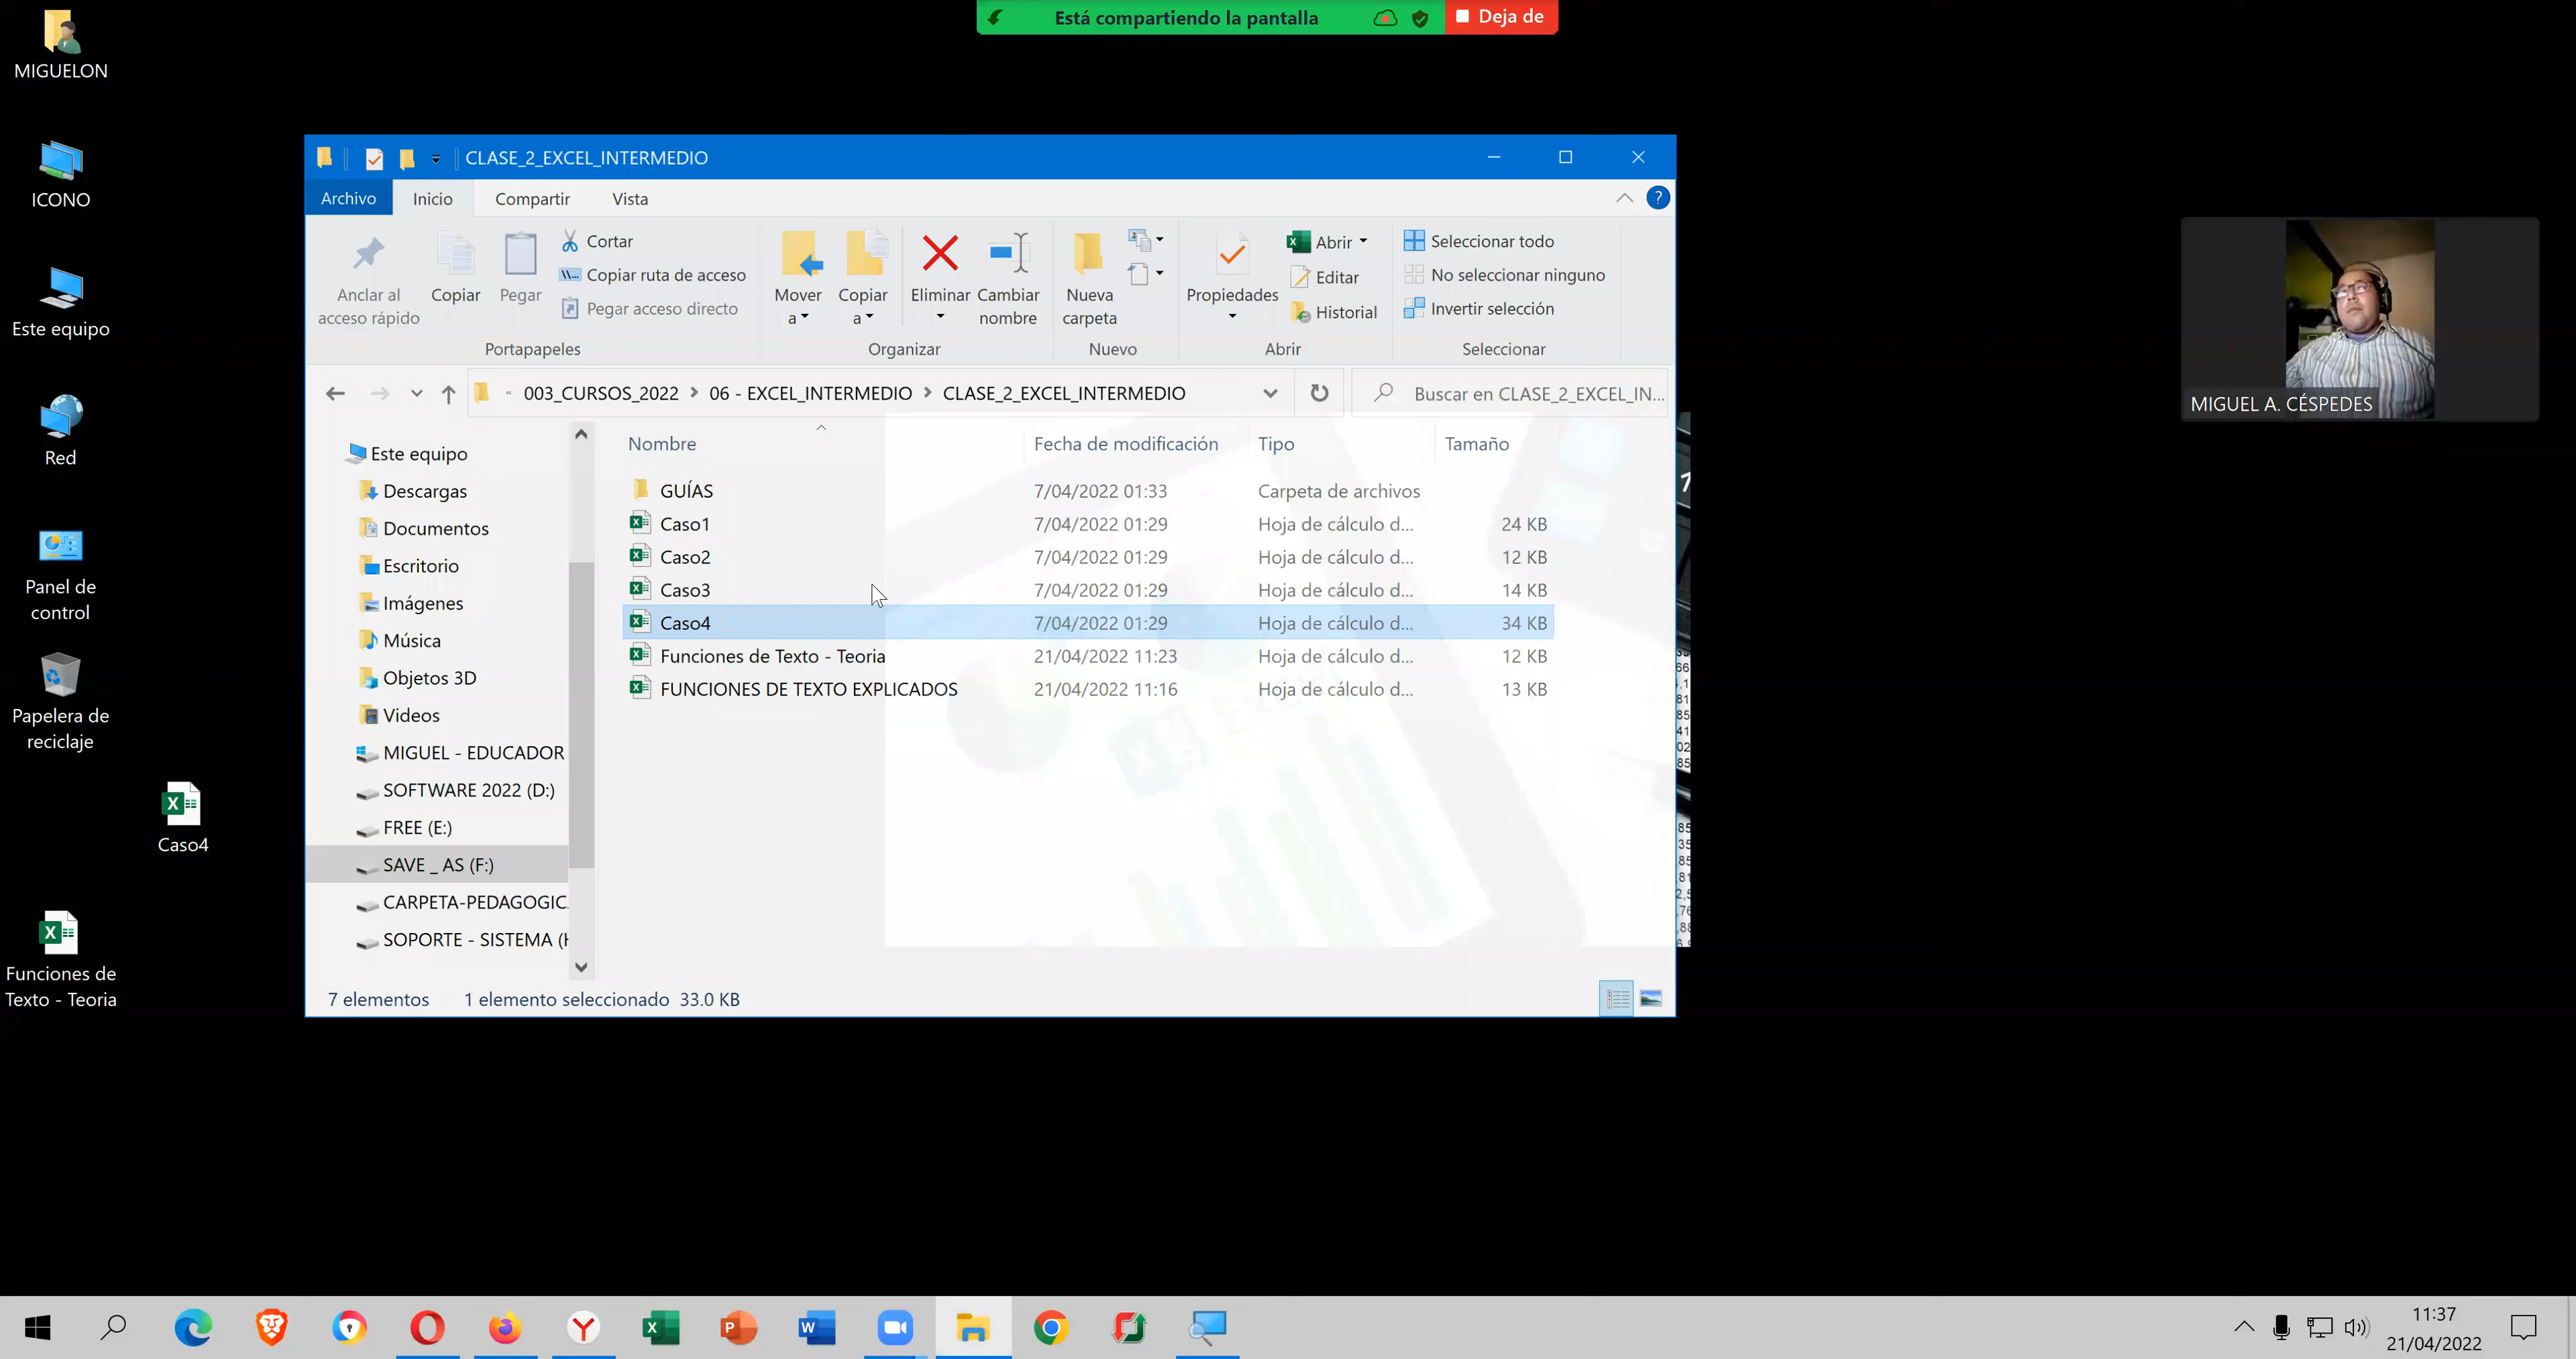 Está compartiendo la pantalla
Deja de
MIGUELON
ICONO
Este equipo
Red
Panel de
control
Papelera de
reciclaje
Caso4
Funciones de
Texto - Teoria
CLASE_2_EXCEL_INTERMEDIO
Archivo
Inicio
Compartir
Vista
Anclar al
acceso rápido
Copiar
Pegar
Cortar
Copiar ruta de acceso
Pegar acceso directo
Portapapeles
Mover
a
Copiar
a
Eliminar
Cambiar
nombre
Organizar
Nueva
carpeta
Nuevo
Propiedades
Abrir
Editar
Historial
Abrir
Seleccionar todo
No seleccionar ninguno
Invertir selección
Seleccionar
« 003_CURSOS_2022 > 06 - EXCEL_INTERMEDIO > CLASE_2_EXCEL_INTERMEDIO
Buscar en CLASE_2_EXCEL_IN...
Este equipo
Descargas
Documentos
Escritorio
Imágenes
Música
Objetos 3D
Videos
MIGUEL - EDUCADOR
SOFTWARE 2022 (D:)
FREE (E:)
SAVE _ AS (F:)
CARPETA-PEDAGOGIC
SOPORTE - SISTEMA (H
Nombre Fecha de modificación Tipo Tamaño
GUÍAS 7/04/2022 01:33 Carpeta de archivos
Caso1 7/04/2022 01:29 Hoja de cálculo d... 24 KB
Caso2 7/04/2022 01:29 Hoja de cálculo d... 12 KB
Caso3 7/04/2022 01:29 Hoja de cálculo d... 14 KB
Caso4 7/04/2022 01:29 Hoja de cálculo d... 34 KB
Funciones de Texto - Teoria 21/04/2022 11:23 Hoja de cálculo d... 12 KB
FUNCIONES DE TEXTO EXPLICADOS 21/04/2022 11:16 Hoja de cálculo d... 13 KB
7 elementos 1 elemento seleccionado 33.0 KB
MIGUEL A. CÉSPEDES
11:37
21/04/2022